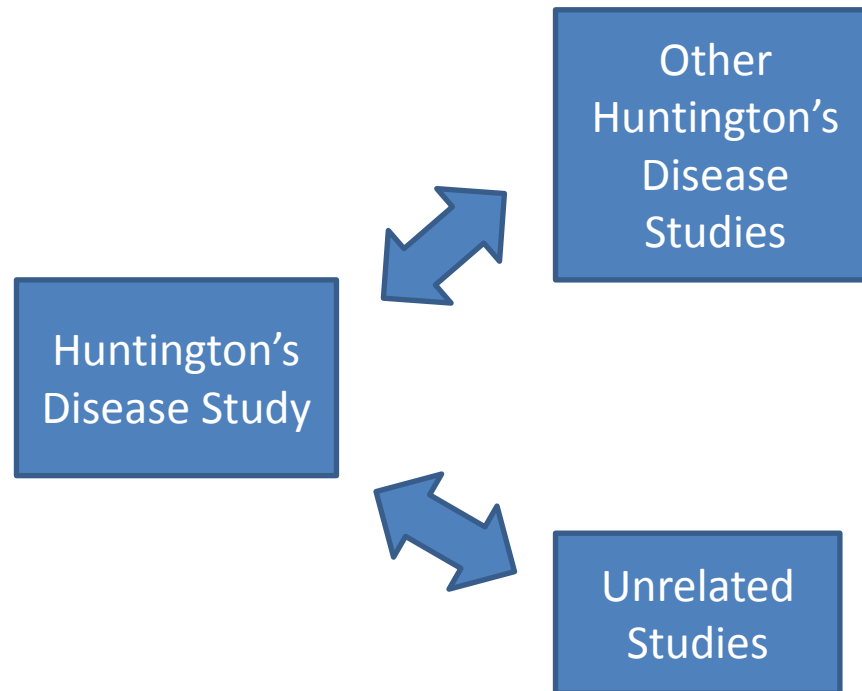 Other
Huntington’s
Disease
Studies
Huntington’s
Disease Study
Unrelated
Studies